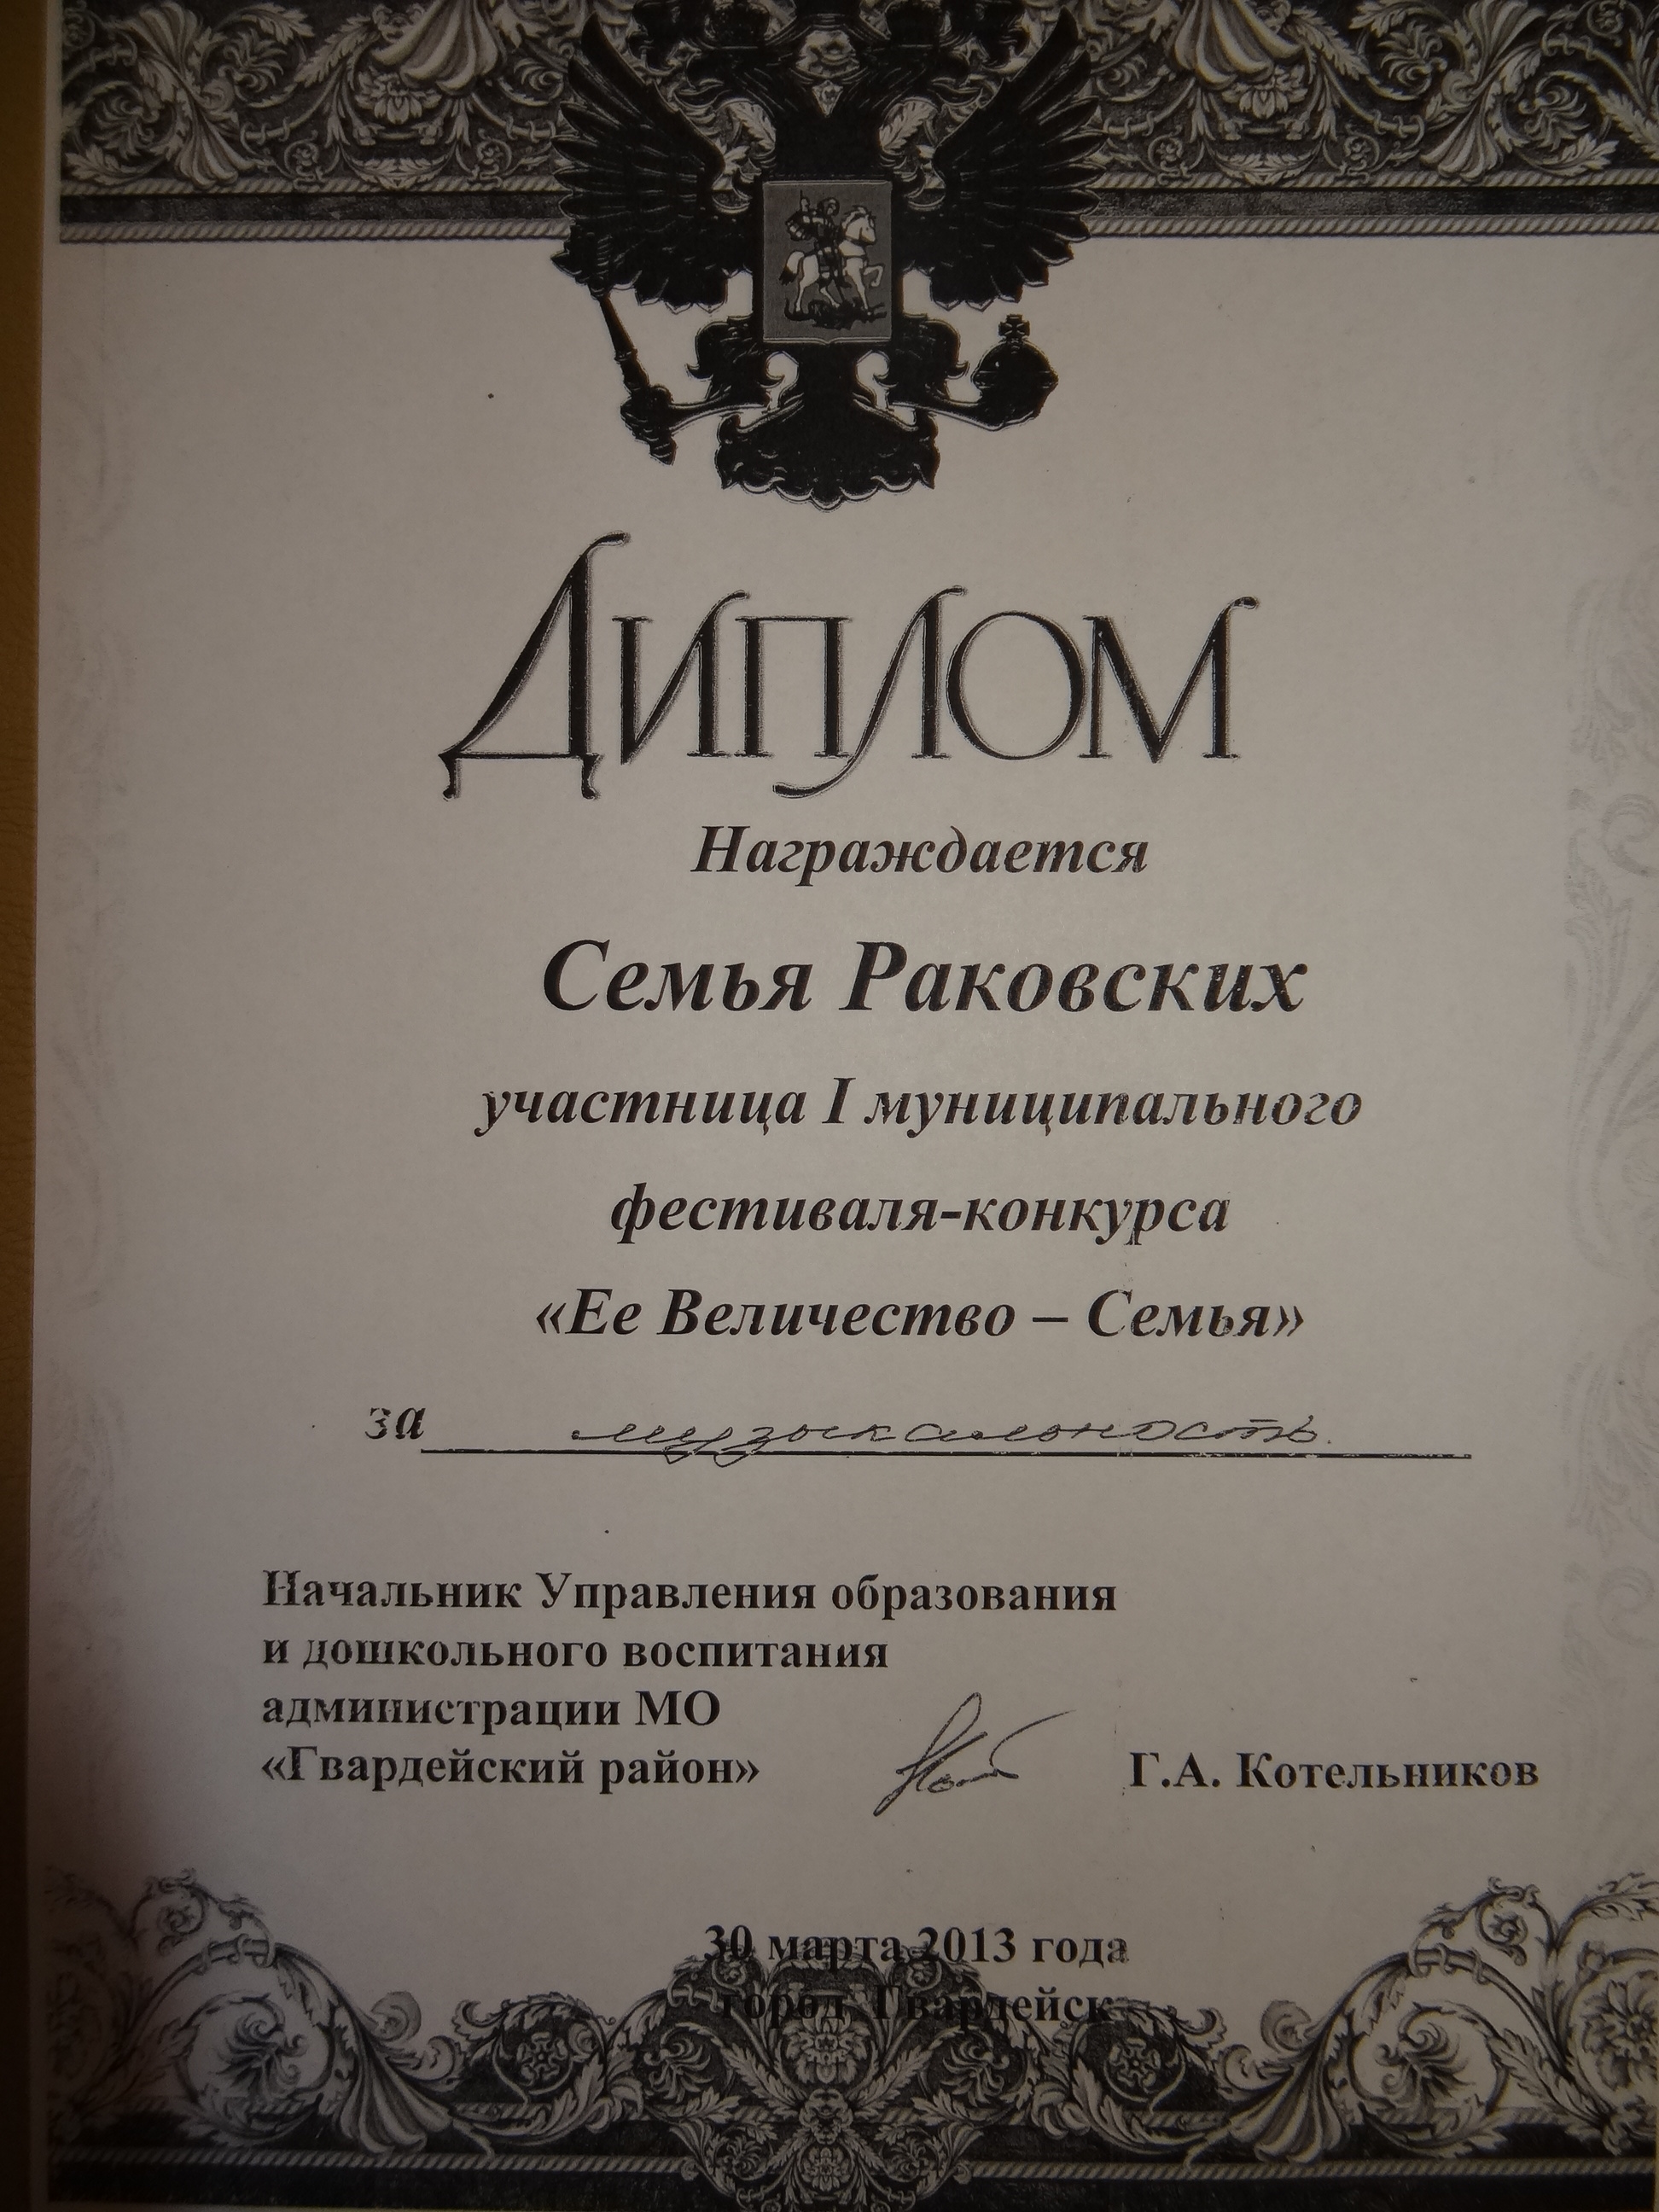 Диплом
Награждается
Семья Раковских
участница I муниципального
фестиваля-конкурса
«Ее Величество – Семья»
за музыкальность.
Начальник Управления образования
и дошкольного воспитания
администрации МО
«Гвардейский район» Г.А. Котельников
30 марта 2013 года
город Гвардейск